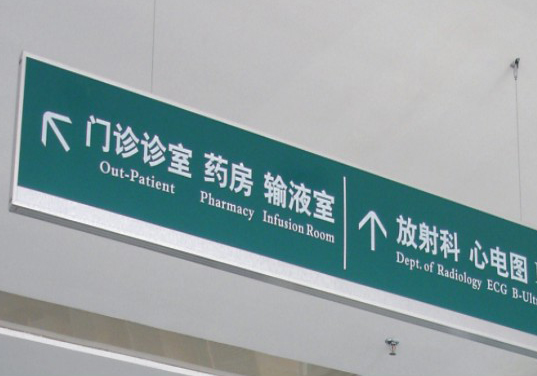 门诊诊室 药房 输液室
Out-Patient Pharmacy Infusion Room
放射科 心电图
Dept. of Radiology ECG